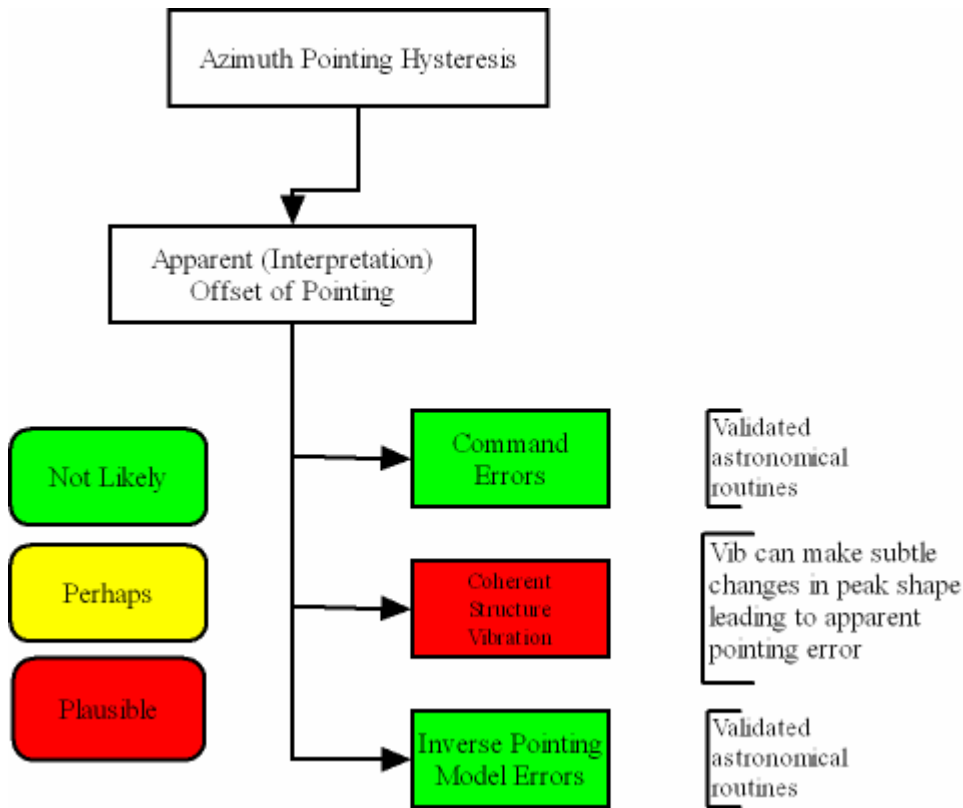 Azimuth Pointing Hysteresis
Apparent (Interpretation)
Offset of Pointing
Not Likely
Perhaps
Plausible
Command
Errors
Validated
astronomical
routines
Coherent
Structure
Vibration
Vib can make subtle
changes in peak shape
leading to apparent
pointing error
Inverse Pointing
Model Errors
Validated
astronomical
routines